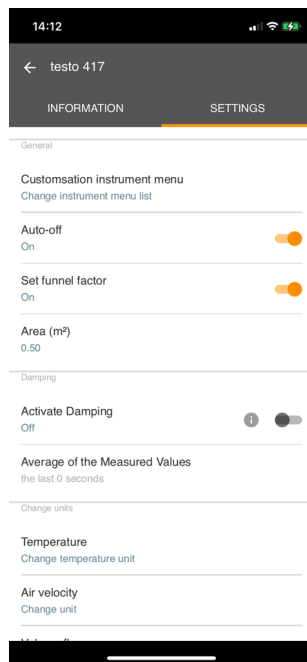 14:12
testo 417
INFORMATION SETTINGS
General
Customsation instrument menu
Change instrument menu list
Auto-off
On
Set funnel factor
On
Area (m²)
0.50
Damping
Activate Damping
Off
Average of the Measured Values
the last 0 seconds
Change units
Temperature
Change temperature unit
Air velocity
Change unit